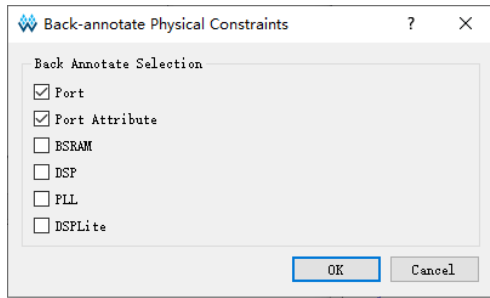 Back-annotate Physical Constraints ?
Back Annotate Selection
Port
Port Attribute
BSRAM
DSP
PLL
DSPLite
OK Cancel